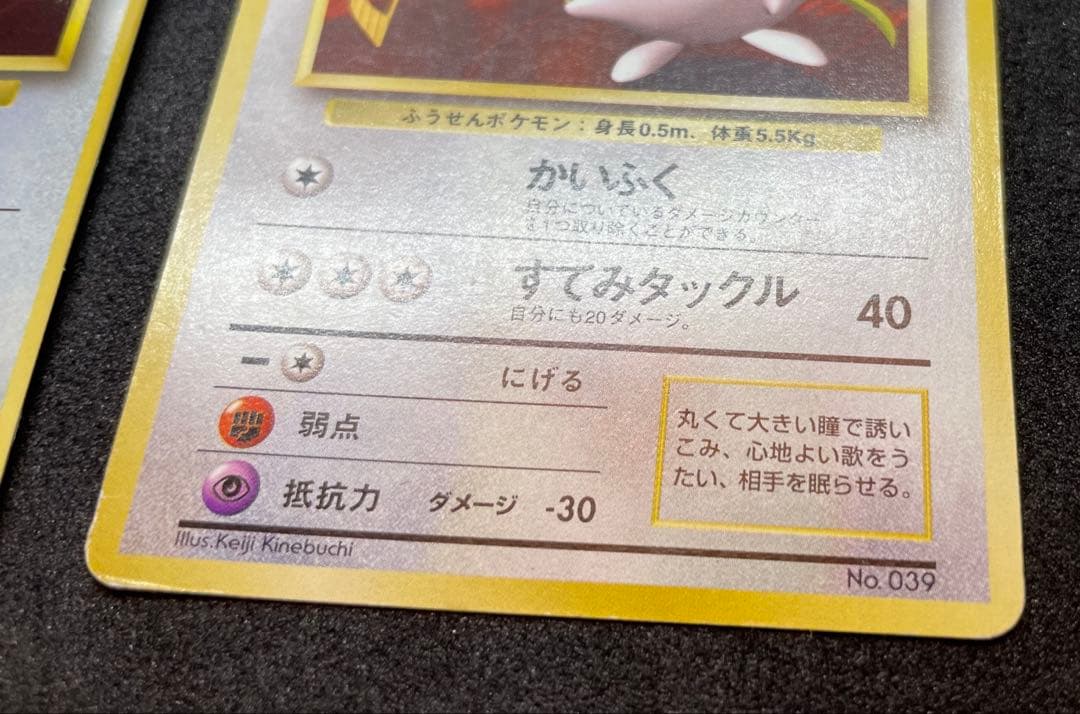 ふうせんポケモン：身長0.5m、体重5.5Kg
かいふく
自分についているダメージカウンター
を1つ取り除くことができる。
すてみタックル 40
自分にも20ダメージ。
にげる
弱点
抵抗力 ダメージ -30
丸くて大きい瞳で誘い
こみ、心地よい歌をう
たい、相手を眠らせる。
Illus.Keiji Kinebuchi
No. 039